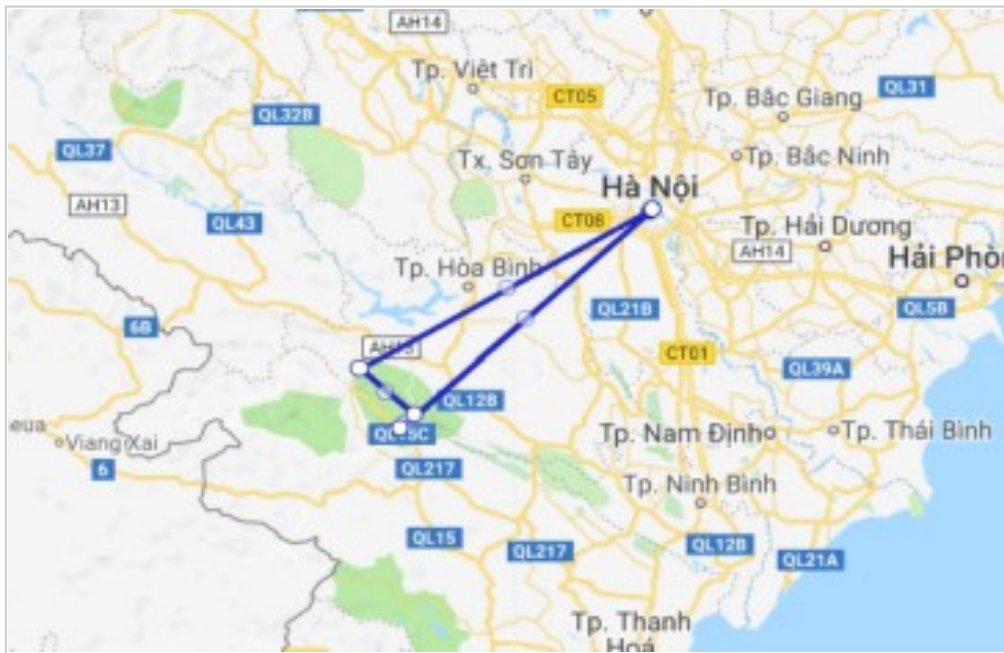 AH14
Tp. Việt Trì
QL31
CT05
Tp. Bắc Giang
QL32B
QL37
Tp. Bắc Ninh
Tx. Sơn Tây
Hà Nội
AH13
QL43
CT08
Tp. Hải Dương
AH14
Hải Phòn
Tp. Hòa Bình
QL21B
QL5B
6B
CT01
QL39A
QL12B
eua
Viang Xai
Tp. Nam Định
Tp. Thái Bình
6
QL217
Tp. Ninh Bình
QL15
QL217
QL12B
QL21A
Tp. Thanh
Hoá